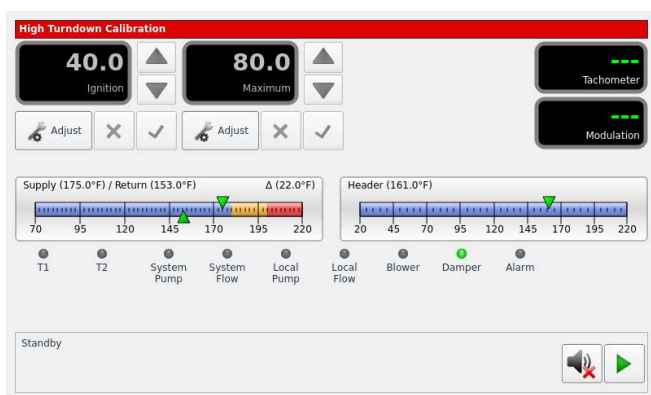 High Turndown Calibration
40.0
Ignition
80.0
Maximum
---
Tachometer
---
Modulation
Adjust
Adjust
Supply (175.0°F) / Return (153.0°F) Δ (22.0°F)
70 95 120 145 170 195 220
Header (161.0°F)
20 45 70 95 120 145 170 195 220
T1
T2
System
Pump
System
Flow
Local
Pump
Local
Flow
Blower
Damper
Alarm
Standby